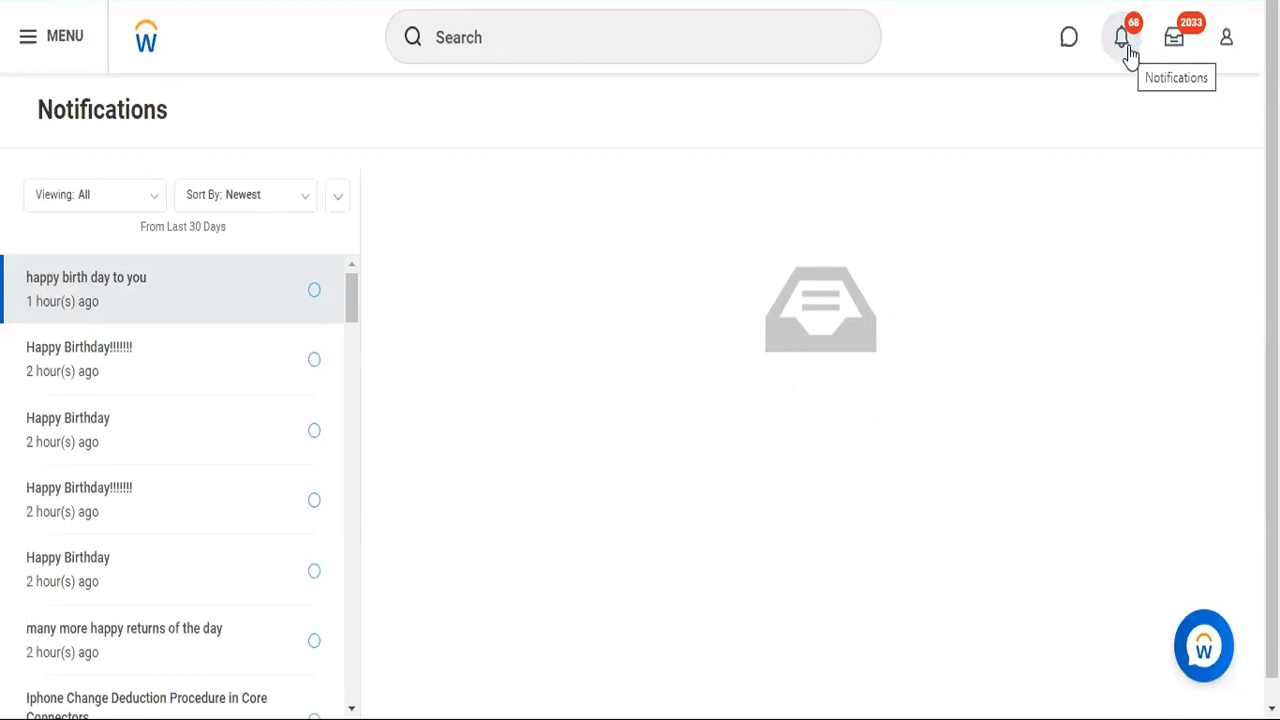 MENU
Search
68
2033
Notifications
Notifications
Viewing: All
Sort By: Newest
From Last 30 Days
happy birth day to you
1 hour(s) ago
Happy Birthday!!!!!!!
2 hour(s) ago
Happy Birthday
2 hour(s) ago
Happy Birthday!!!!!!!
2 hour(s) ago
Happy Birthday
2 hour(s) ago
many more happy returns of the day
2 hour(s) ago
Iphone Change Deduction Procedure in Core
Connectors